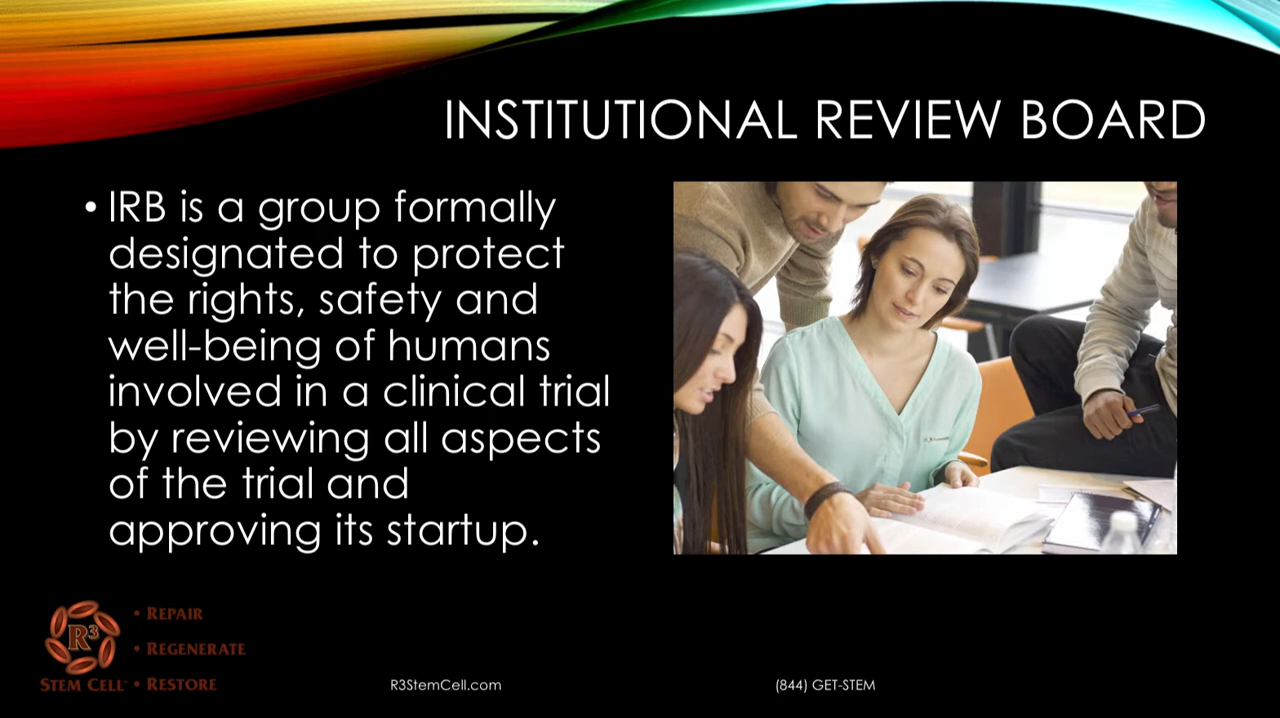 INSTITUTIONAL REVIEW BOARD
• IRB is a group formally
designated to protect
the rights, safety and
well-being of humans
involved in a clinical trial
by reviewing all aspects
of the trial and
approving its startup.
R³
STEM CELL
• REPAIR
• REGENERATE
• RESTORE
R3StemCell.com
(844) GET-STEM